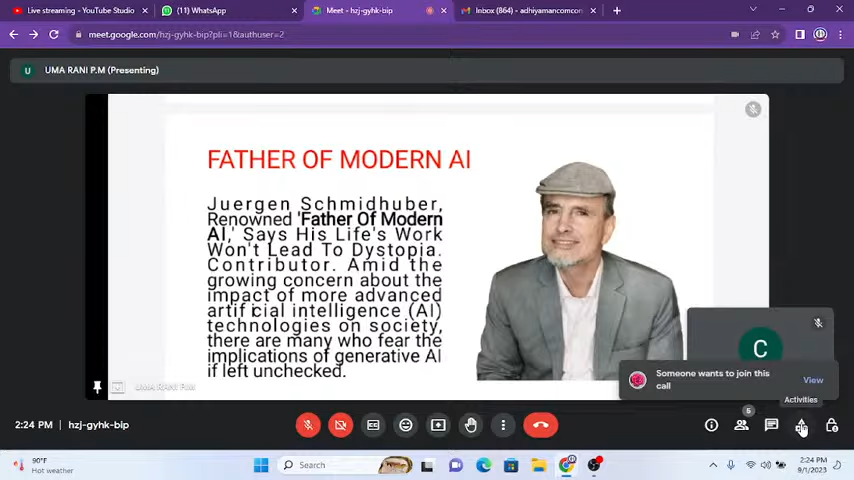 Live streaming - YouTube Studio
(11) WhatsApp
Meet - hzj-gyhk-bip
Inbox (864) - adhiyamancomcon
meet.google.com/hzj-gyhk-bip?pli=1&authuser=2
U UMA RANI P.M (Presenting)
FATHER OF MODERN AI
Juergen Schmidhuber,
Renowned 'Father Of Modern
AI,' Says His Life's Work
Won't Lead To Dystopia.
Contributor. Amid the
growing concern about the
impact of more advanced
artificial intelligence (AI)
technologies on society,
there are many who fear the
implications of generative AI
if left unchecked.
C
Someone wants to join this
call
View
UMA RANI P.M
Activities
2:24 PM | hzj-gyhk-bip
5
90°F
Hot weather
Search
2:24 PM
9/1/2023